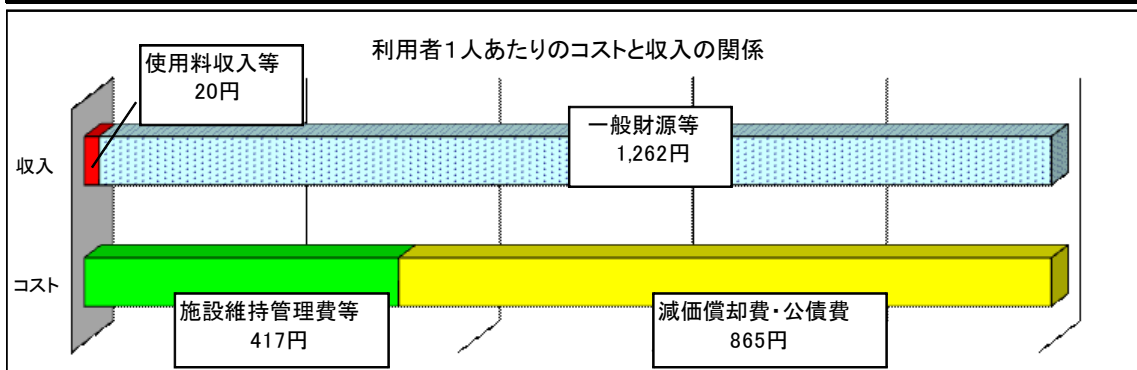 利用者１人あたりのコストと収入の関係
使用料収入等
20円
一般財源等
1,262円
収入
コスト
施設維持管理費等
417円
減価償却費・公債費
865円